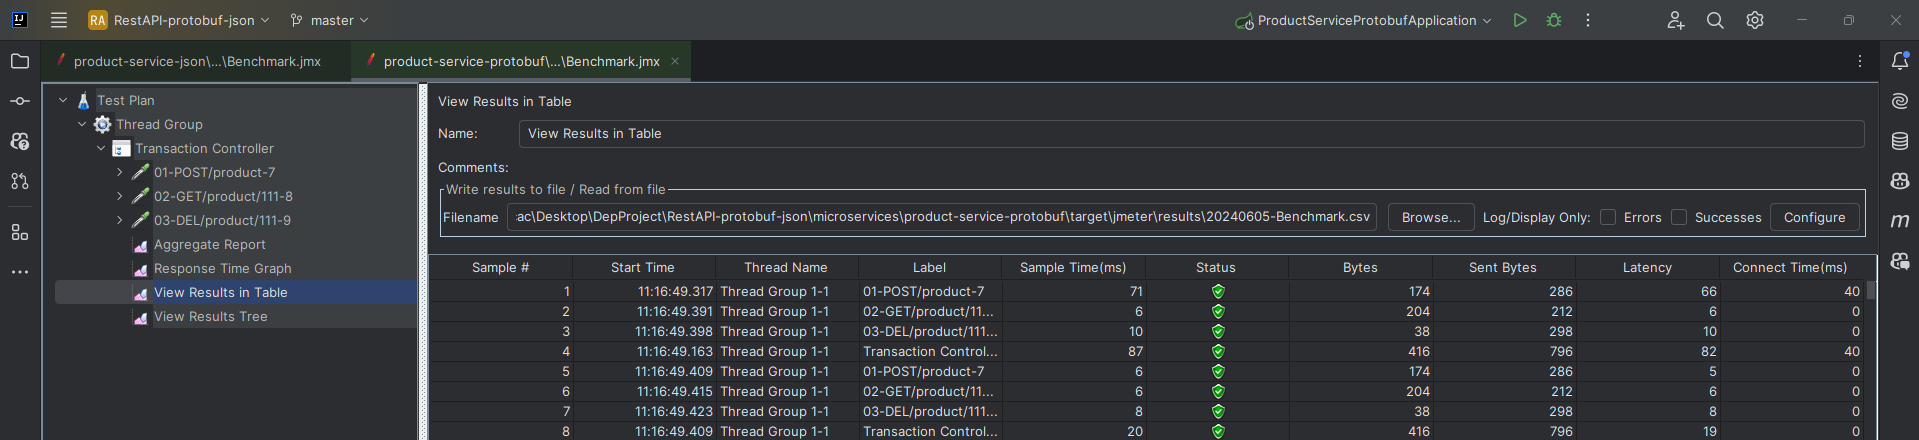 RA RestAPI-protobuf-json master ProductServiceProtobufApplication
product-service-json\...\Benchmark.jmx product-service-protobuf\...\Benchmark.jmx
Test Plan
Thread Group
Transaction Controller
01-POST/product-7
02-GET/product/111-8
03-DEL/product/111-9
Aggregate Report
Response Time Graph
View Results in Table
View Results Tree
View Results in Table
Name: View Results in Table
Comments:
Write results to file / Read from file
Filename :ac\Desktop\DepProject\RestAPI-protobuf-json\microservices\product-service-protobuf\target\jmeter\results\20240605-Benchmark.csv Browse... Log/Display Only: Errors Successes Configure
Sample # Start Time Thread Name Label Sample Time(ms) Status Bytes Sent Bytes Latency Connect Time(ms)
1 11:16:49.317 Thread Group 1-1 01-POST/product-7 71 174 286 66 40
2 11:16:49.391 Thread Group 1-1 02-GET/product/11... 6 204 212 6 0
3 11:16:49.398 Thread Group 1-1 03-DEL/product/111... 10 38 298 10 0
4 11:16:49.163 Thread Group 1-1 Transaction Control... 87 416 796 82 40
5 11:16:49.409 Thread Group 1-1 01-POST/product-7 6 174 286 5 0
6 11:16:49.415 Thread Group 1-1 02-GET/product/11... 6 204 212 6 0
7 11:16:49.423 Thread Group 1-1 03-DEL/product/111... 8 38 298 8 0
8 11:16:49.409 Thread Group 1-1 Transaction Control... 20 416 796 19 0